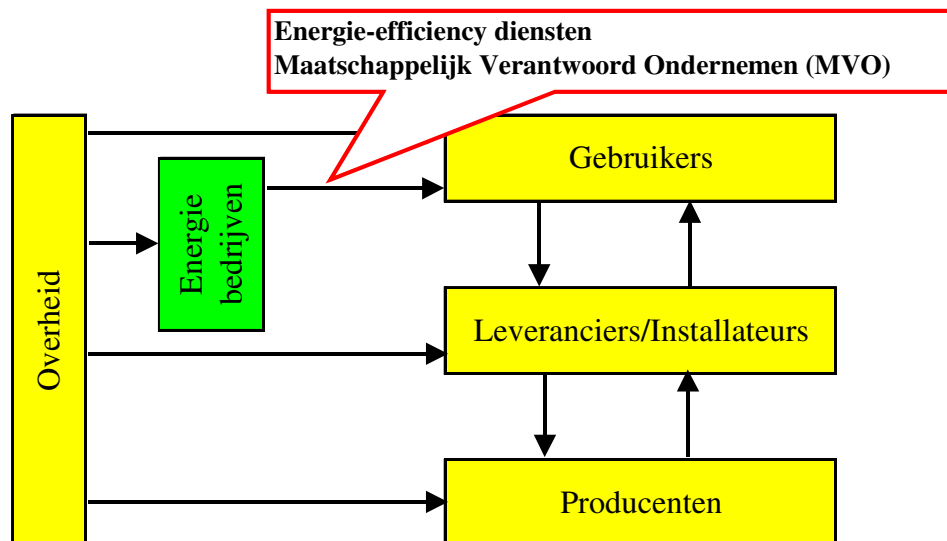 Energie-efficiency diensten
Maatschappelijk Verantwoord Ondernemen (MVO)
Gebruikers
Energie
bedrijven
Overheid
Leveranciers/Installateurs
Producenten